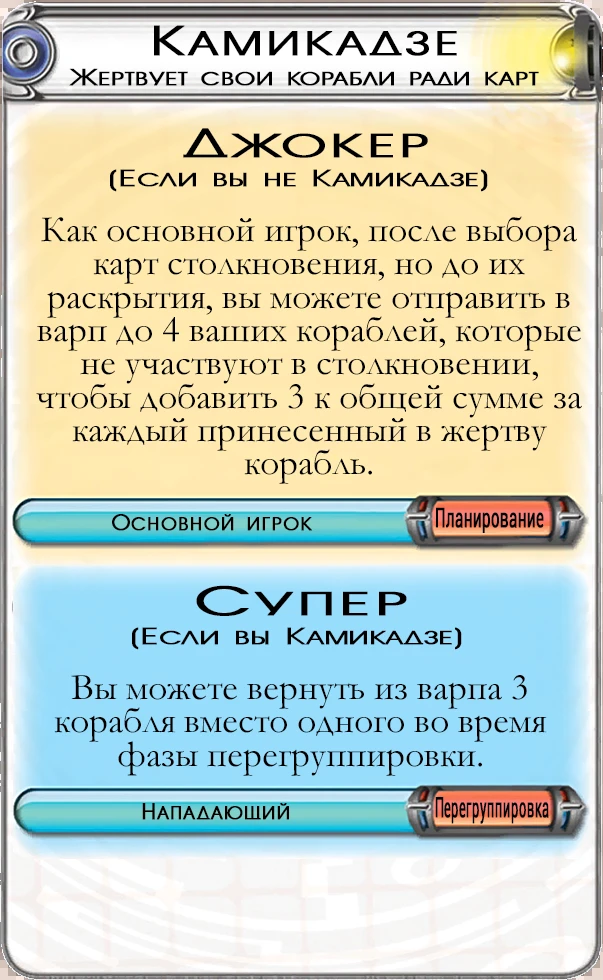 Камикадзе
Жертвует свои корабли ради карт
Джокер
(Если вы не Камикадзе)
Как основной игрок, после выбора
карт столкновения, но до их
раскрытия, вы можете отправить в
варп до 4 ваших кораблей, которые
не участвуют в столкновении,
чтобы добавить 3 к общей сумме за
каждый принесенный в жертву
корабль.
Основной игрок
Планирование
Супер
(Если вы Камикадзе)
Вы можете вернуть из варпа 3
корабля вместо одного во время
фазы перегруппировки.
Нападающий
Перегруппировка